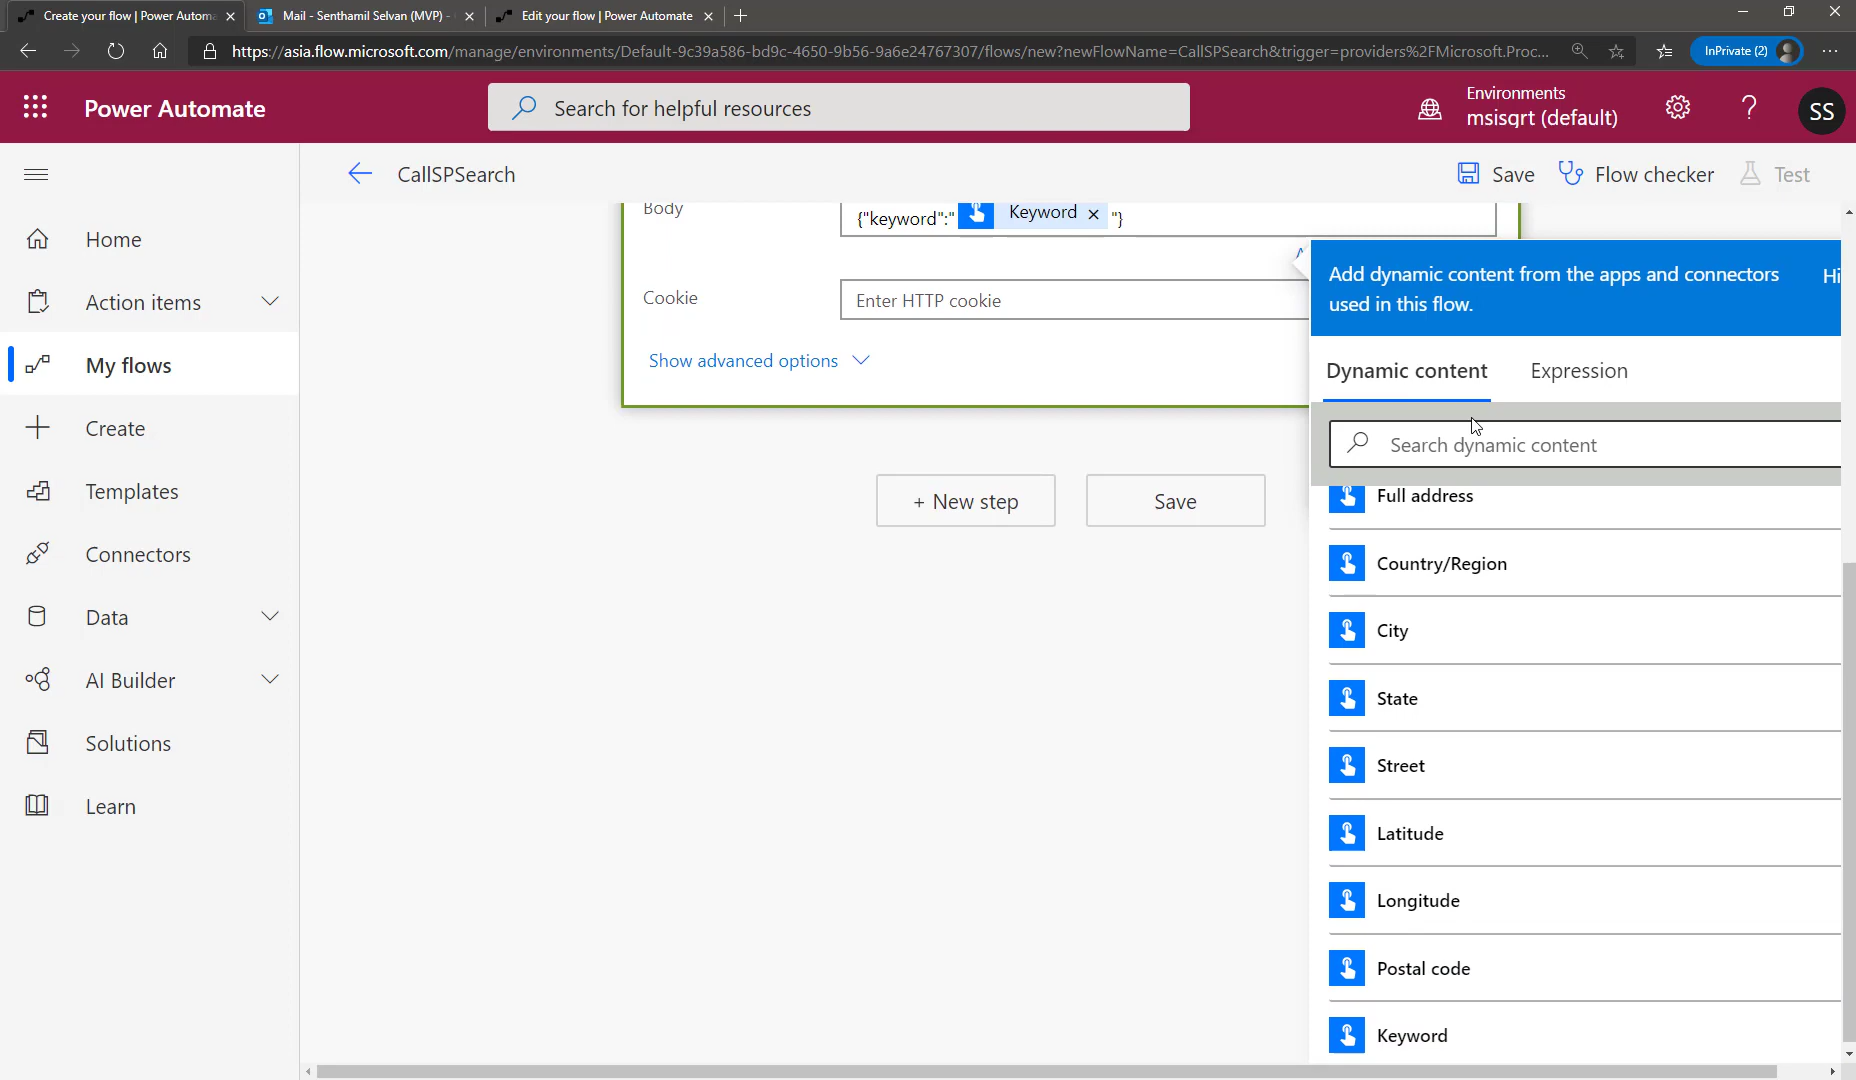 Create your flow | Power Automa
Mail - Senthamil Selvan (MVP) -
Edit your flow | Power Automate
https://asia.flow.microsoft.com/manage/environments/Default-9c39a586-bd9c-4650-9b56-9a6e24767307/flows/new?newFlowName=CallSPSearch&trigger=providers%2FMicrosoft.Proc...
InPrivate (2)
Power Automate
Search for helpful resources
Environments
msisqrt (default)
SS
CallSPSearch
Save
Flow checker
Test
Home
Action items
My flows
Create
Templates
Connectors
Data
AI Builder
Solutions
Learn
Body
{"keyword":" Keyword × "}
Cookie
Enter HTTP cookie
Show advanced options
+ New step
Save
Add dynamic content from the apps and connectors
used in this flow.
Hi
Dynamic content
Expression
Search dynamic content
Full address
Country/Region
City
State
Street
Latitude
Longitude
Postal code
Keyword